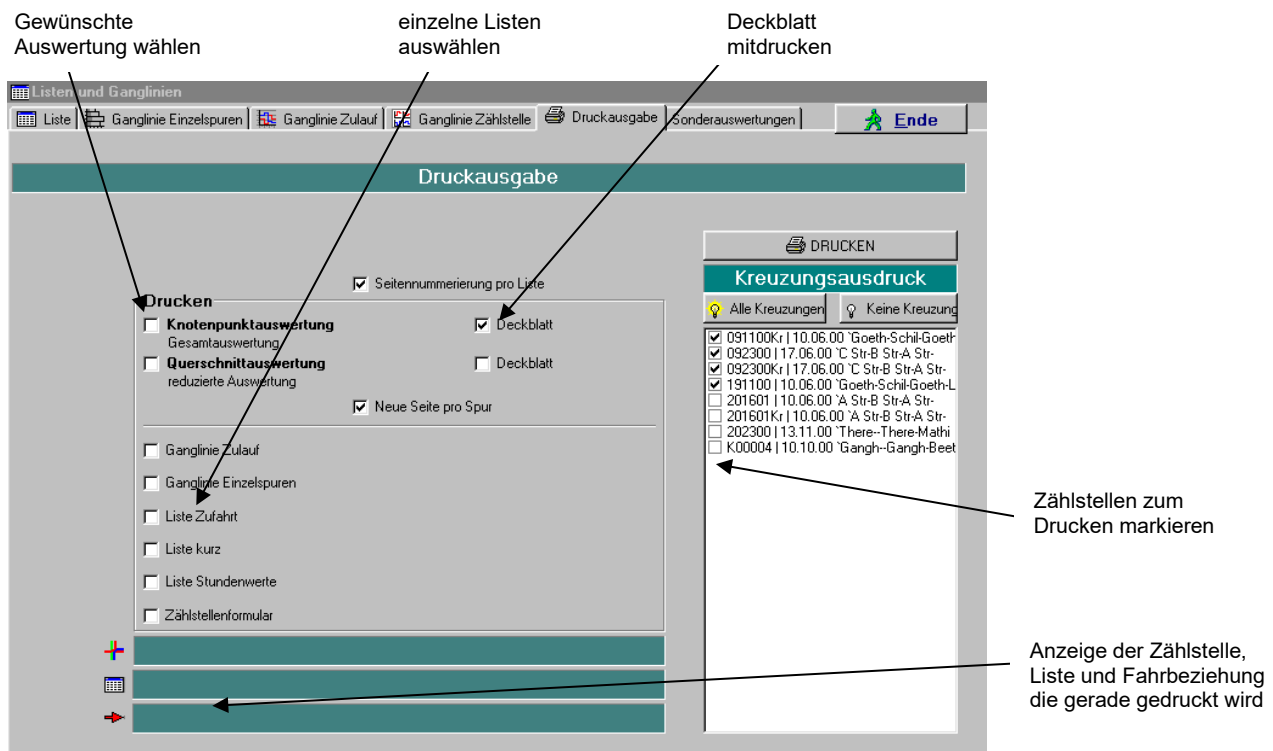 Gewünschte
Auswertung wählen
einzelne Listen
auswählen
Deckblatt
mitdrucken
Listen und Ganglinien
Liste Ganglinie Einzelspuren Ganglinie Zulauf Ganglinie Zählstelle Druckausgabe Sonderauswertungen Ende
Druckausgabe
DRUCKEN
Kreuzungsausdruck
Alle Kreuzungen Keine Kreuzung
091100Kr | 10.06.00 `Goeth-Schil-Goeth
092300 | 17.06.00 `C Str-B Str-A Str-
092300Kr | 17.06.00 `C Str-B Str-A Str-
191100 | 10.06.00 `Goeth-Schil-Goeth-L
201601 | 10.06.00 `A Str-B Str-A Str-
201601Kr | 10.06.00 `A Str-B Str-A Str-
202300 | 13.11.00 `There--There-Mathi
K00004 | 10.10.00 `Gangh--Gangh-Beet
Seitennummerierung pro Liste
Drucken
Knotenpunktauswertung Deckblatt
Gesamtauswertung
Querschnittauswertung Deckblatt
reduzierte Auswertung
Neue Seite pro Spur
Ganglinie Zulauf
Ganglinie Einzelspuren
Liste Zufahrt
Liste kurz
Liste Stundenwerte
Zählstellenformular
Zählstellen zum
Drucken markieren
Anzeige der Zählstelle,
Liste und Fahrbeziehung
die gerade gedruckt wird